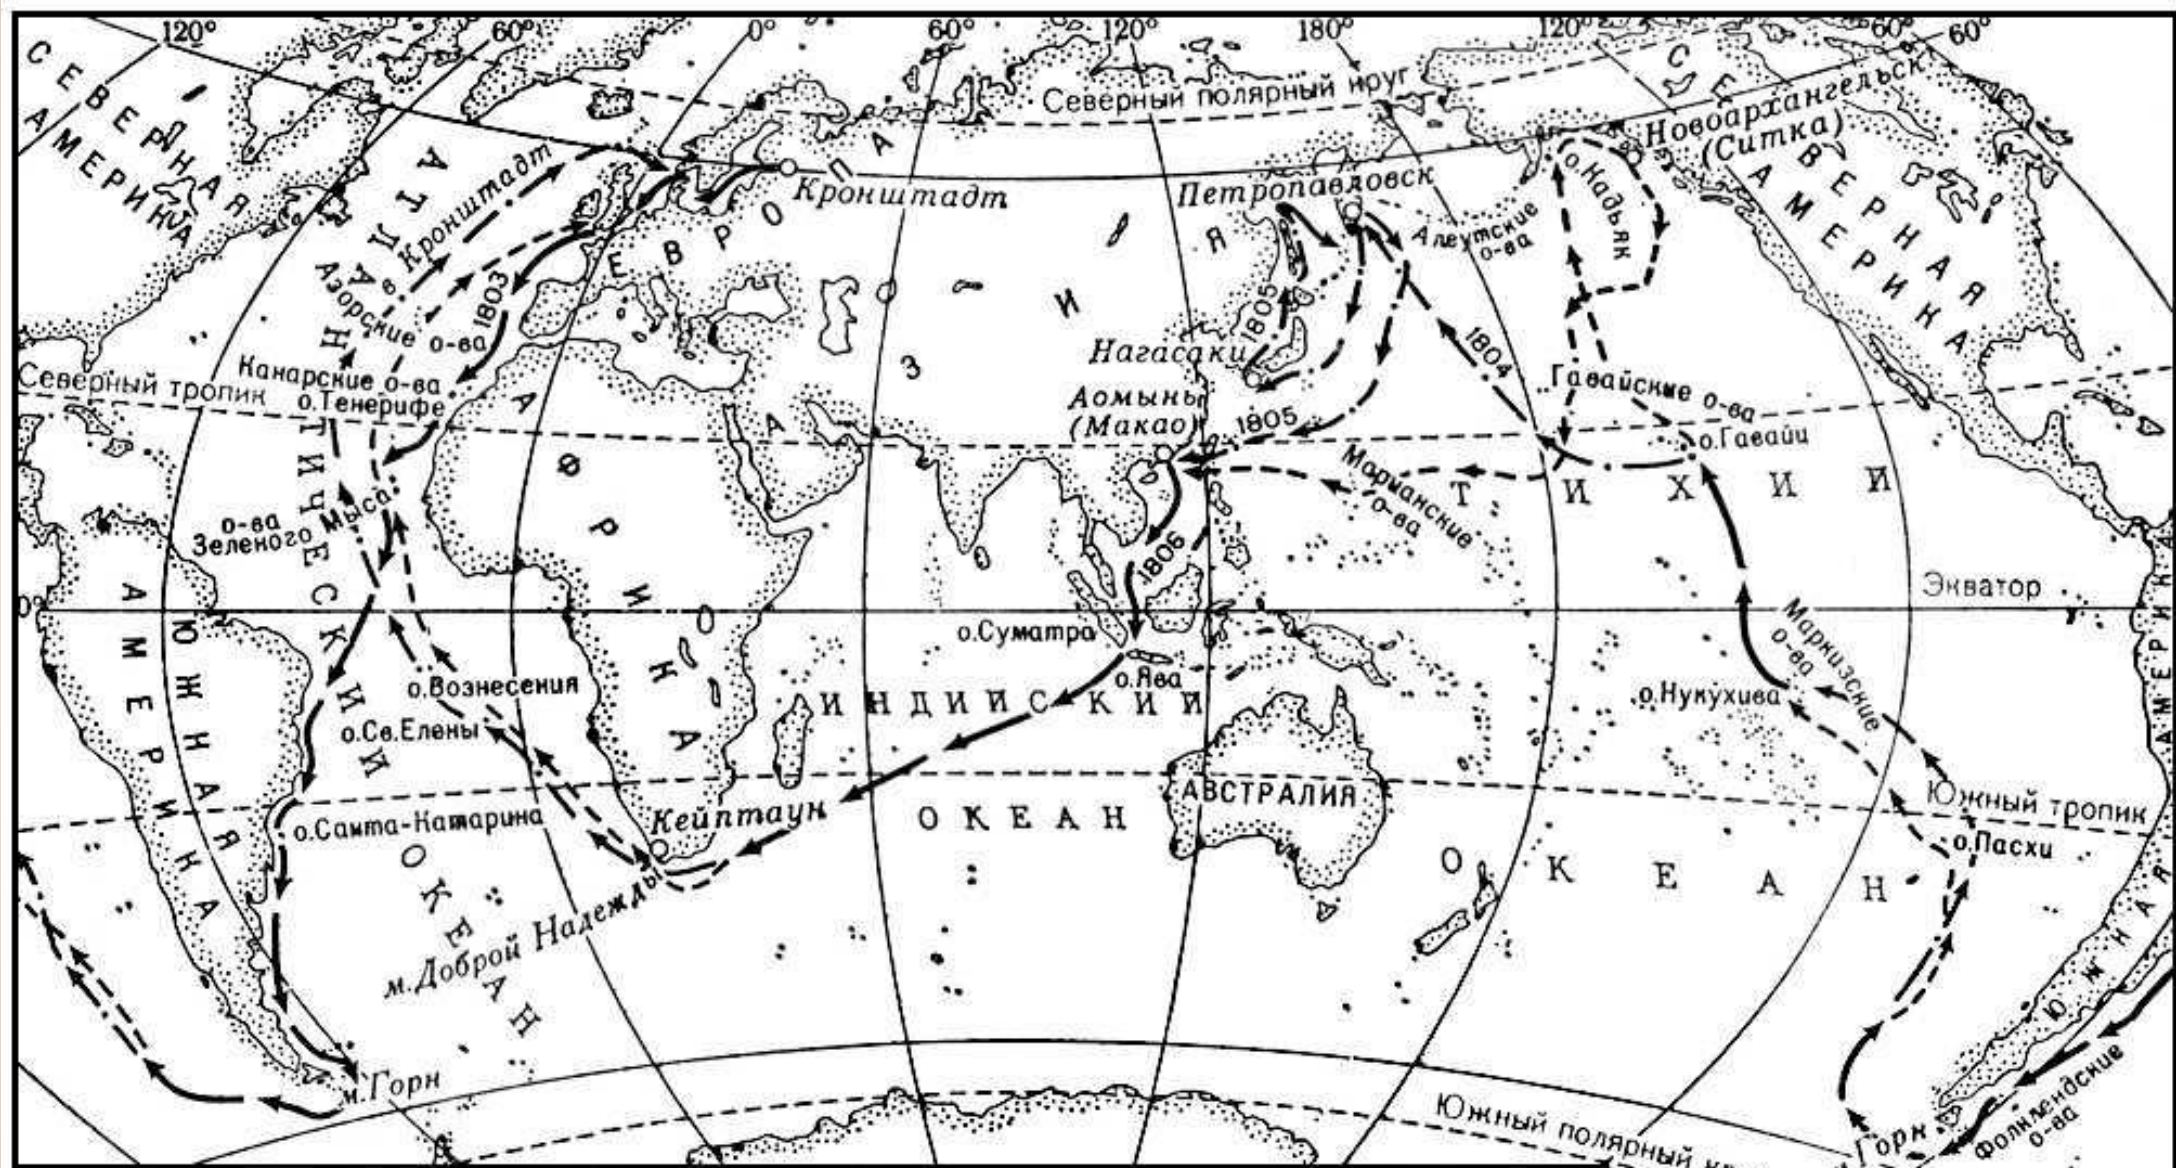 120° 60° 0° 60° 120° 180° 120° 60° 60°
СЕВЕРНАЯ
АМЕРИКА
Северный полярный круг
СЕВЕРНАЯ
АМЕРИКА
Новоархангельск
(Ситка)
о.Кадьяк
в Кронштадт
Кронштадт
Петропавловск
Алеутские
о-ва
ЕВРОПА
АЗИЯ
АТЛАНТИЧЕСКИЙ
ОКЕАН
Азорские о-ва
1803
1805
Нагасаки
1804
Канарские о-ва
о.Тенерифе
Северный тропик
Аомынь
(Макао)
1805
Гавайские о-ва
о.Гавайи
Марианские
о-ва
ТИХИЙ
ОКЕАН
о-ва
Зеленого Мыса
АФРИКА
1806
0°
Экватор
о.Суматра
о.Ява
Маркизские
о-ва
о.Нукухива
ЮЖНАЯ
АМЕРИКА
о.Вознесения
о.Св.Елены
ИНДИЙСКИЙ
ОКЕАН
АВСТРАЛИЯ
Южный тропик
о.Пасхи
о.Санта-Катарина
Кейптаун
м.Доброй Надежды
ЮЖНАЯ
АМЕРИКА
м.Горн
Южный полярный
Горн
Фолклендские
о-ва